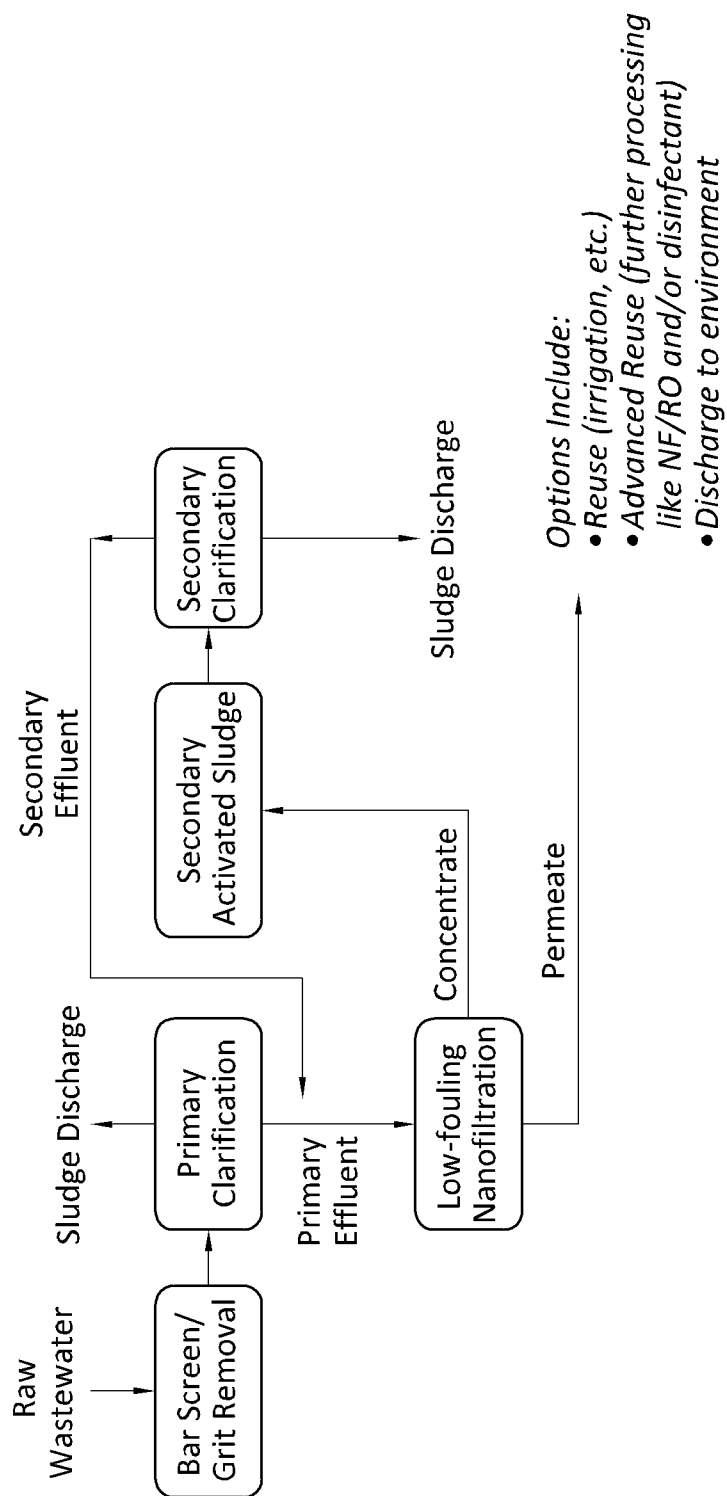 Raw
Wastewater
Bar Screen/
Grit Removal
Sludge Discharge
Primary
Clarification
Primary
Effluent
Low-fouling
Nanofiltration
Concentrate
Permeate
Secondary
Effluent
Secondary
Activated Sludge
Secondary
Clarification
Sludge Discharge
Options Include:
•Reuse (irrigation, etc.)
•Advanced Reuse (further processing
like NF/RO and/or disinfectant)
•Discharge to environment